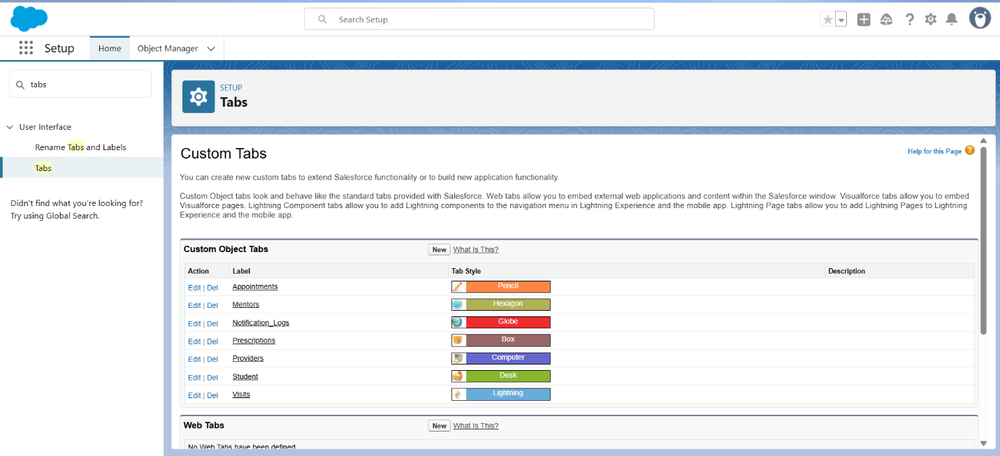 Search Setup
Setup
Home
Object Manager
tabs
User Interface
Rename Tabs and Labels
Tabs
Didn't find what you're looking for?
Try using Global Search.
SETUP
Tabs
Custom Tabs
Help for this Page
You can create new custom tabs to extend Salesforce functionality or to build new application functionality.
Custom Object tabs look and behave like the standard tabs provided with Salesforce. Web tabs allow you to embed external web applications and content within the Salesforce window. Visualforce tabs allow you to embed
Visualforce pages. Lightning Component tabs allow you to add Lightning components to the navigation menu in Lightning Experience and the mobile app. Lightning Page tabs allow you to add Lightning Pages to Lightning
Experience and the mobile app.
Custom Object Tabs New What Is This?
Action Label Tab Style Description
Edit | Del Appointments Pencil
Edit | Del Mentors Hexagon
Edit | Del Notification_Logs Globe
Edit | Del Prescriptions Box
Edit | Del Providers Computer
Edit | Del Student Desk
Edit | Del Visits Lightning
Web Tabs New What Is This?
No Web Tabs have been defined